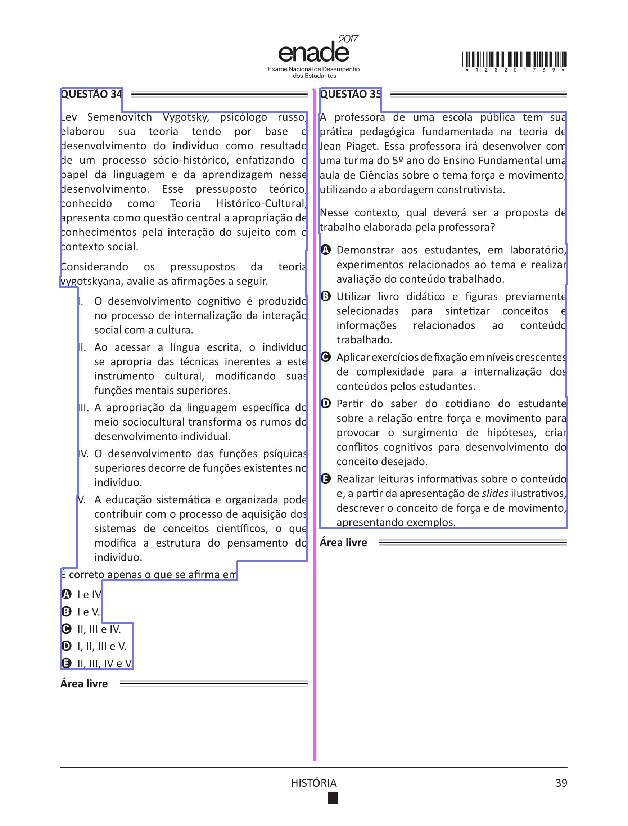 2017
enade
Exame Nacional de Desempenho
dos Estudantes
QUESTÃO 34
Lev Semenovitch Vygotsky, psicólogo russo,
elaborou sua teoria tendo por base o
desenvolvimento do indivíduo como resultado
de um processo sócio-histórico, enfatizando o
papel da linguagem e da aprendizagem nesse
desenvolvimento. Esse pressuposto teórico,
conhecido como Teoria Histórico-Cultural,
apresenta como questão central a apropriação de
conhecimentos pela interação do sujeito com o
contexto social.
Considerando os pressupostos da teoria
vygotskyana, avalie as afirmações a seguir.
I. O desenvolvimento cognitivo é produzido
no processo de internalização da interação
social com a cultura.
II. Ao acessar a língua escrita, o indivíduo
se apropria das técnicas inerentes a este
instrumento cultural, modificando suas
funções mentais superiores.
III. A apropriação da linguagem específica do
meio sociocultural transforma os rumos do
desenvolvimento individual.
IV. O desenvolvimento das funções psíquicas
superiores decorre de funções existentes no
indivíduo.
V. A educação sistemática e organizada pode
contribuir com o processo de aquisição dos
sistemas de conceitos científicos, o que
modifica a estrutura do pensamento do
indivíduo.
É correto apenas o que se afirma em
A I e IV.
B I e V.
C II, III e IV.
D I, II, III e V.
E II, III, IV e V.
Área livre
QUESTÃO 35
A professora de uma escola pública tem sua
prática pedagógica fundamentada na teoria de
Jean Piaget. Essa professora irá desenvolver com
uma turma do 5º ano do Ensino Fundamental uma
aula de Ciências sobre o tema força e movimento,
utilizando a abordagem construtivista.
Nesse contexto, qual deverá ser a proposta de
trabalho elaborada pela professora?
A Demonstrar aos estudantes, em laboratório,
experimentos relacionados ao tema e realizar
avaliação do conteúdo trabalhado.
B Utilizar livro didático e figuras previamente
selecionadas para sintetizar conceitos e
informações relacionados ao conteúdo
trabalhado.
C Aplicar exercícios de fixação em níveis crescentes
de complexidade para a internalização dos
conteúdos pelos estudantes.
D Partir do saber do cotidiano do estudante
sobre a relação entre força e movimento para
provocar o surgimento de hipóteses, criar
conflitos cognitivos para desenvolvimento do
conceito desejado.
E Realizar leituras informativas sobre o conteúdo
e, a partir da apresentação de slides ilustrativos,
descrever o conceito de força e de movimento,
apresentando exemplos.
Área livre
HISTÓRIA
39